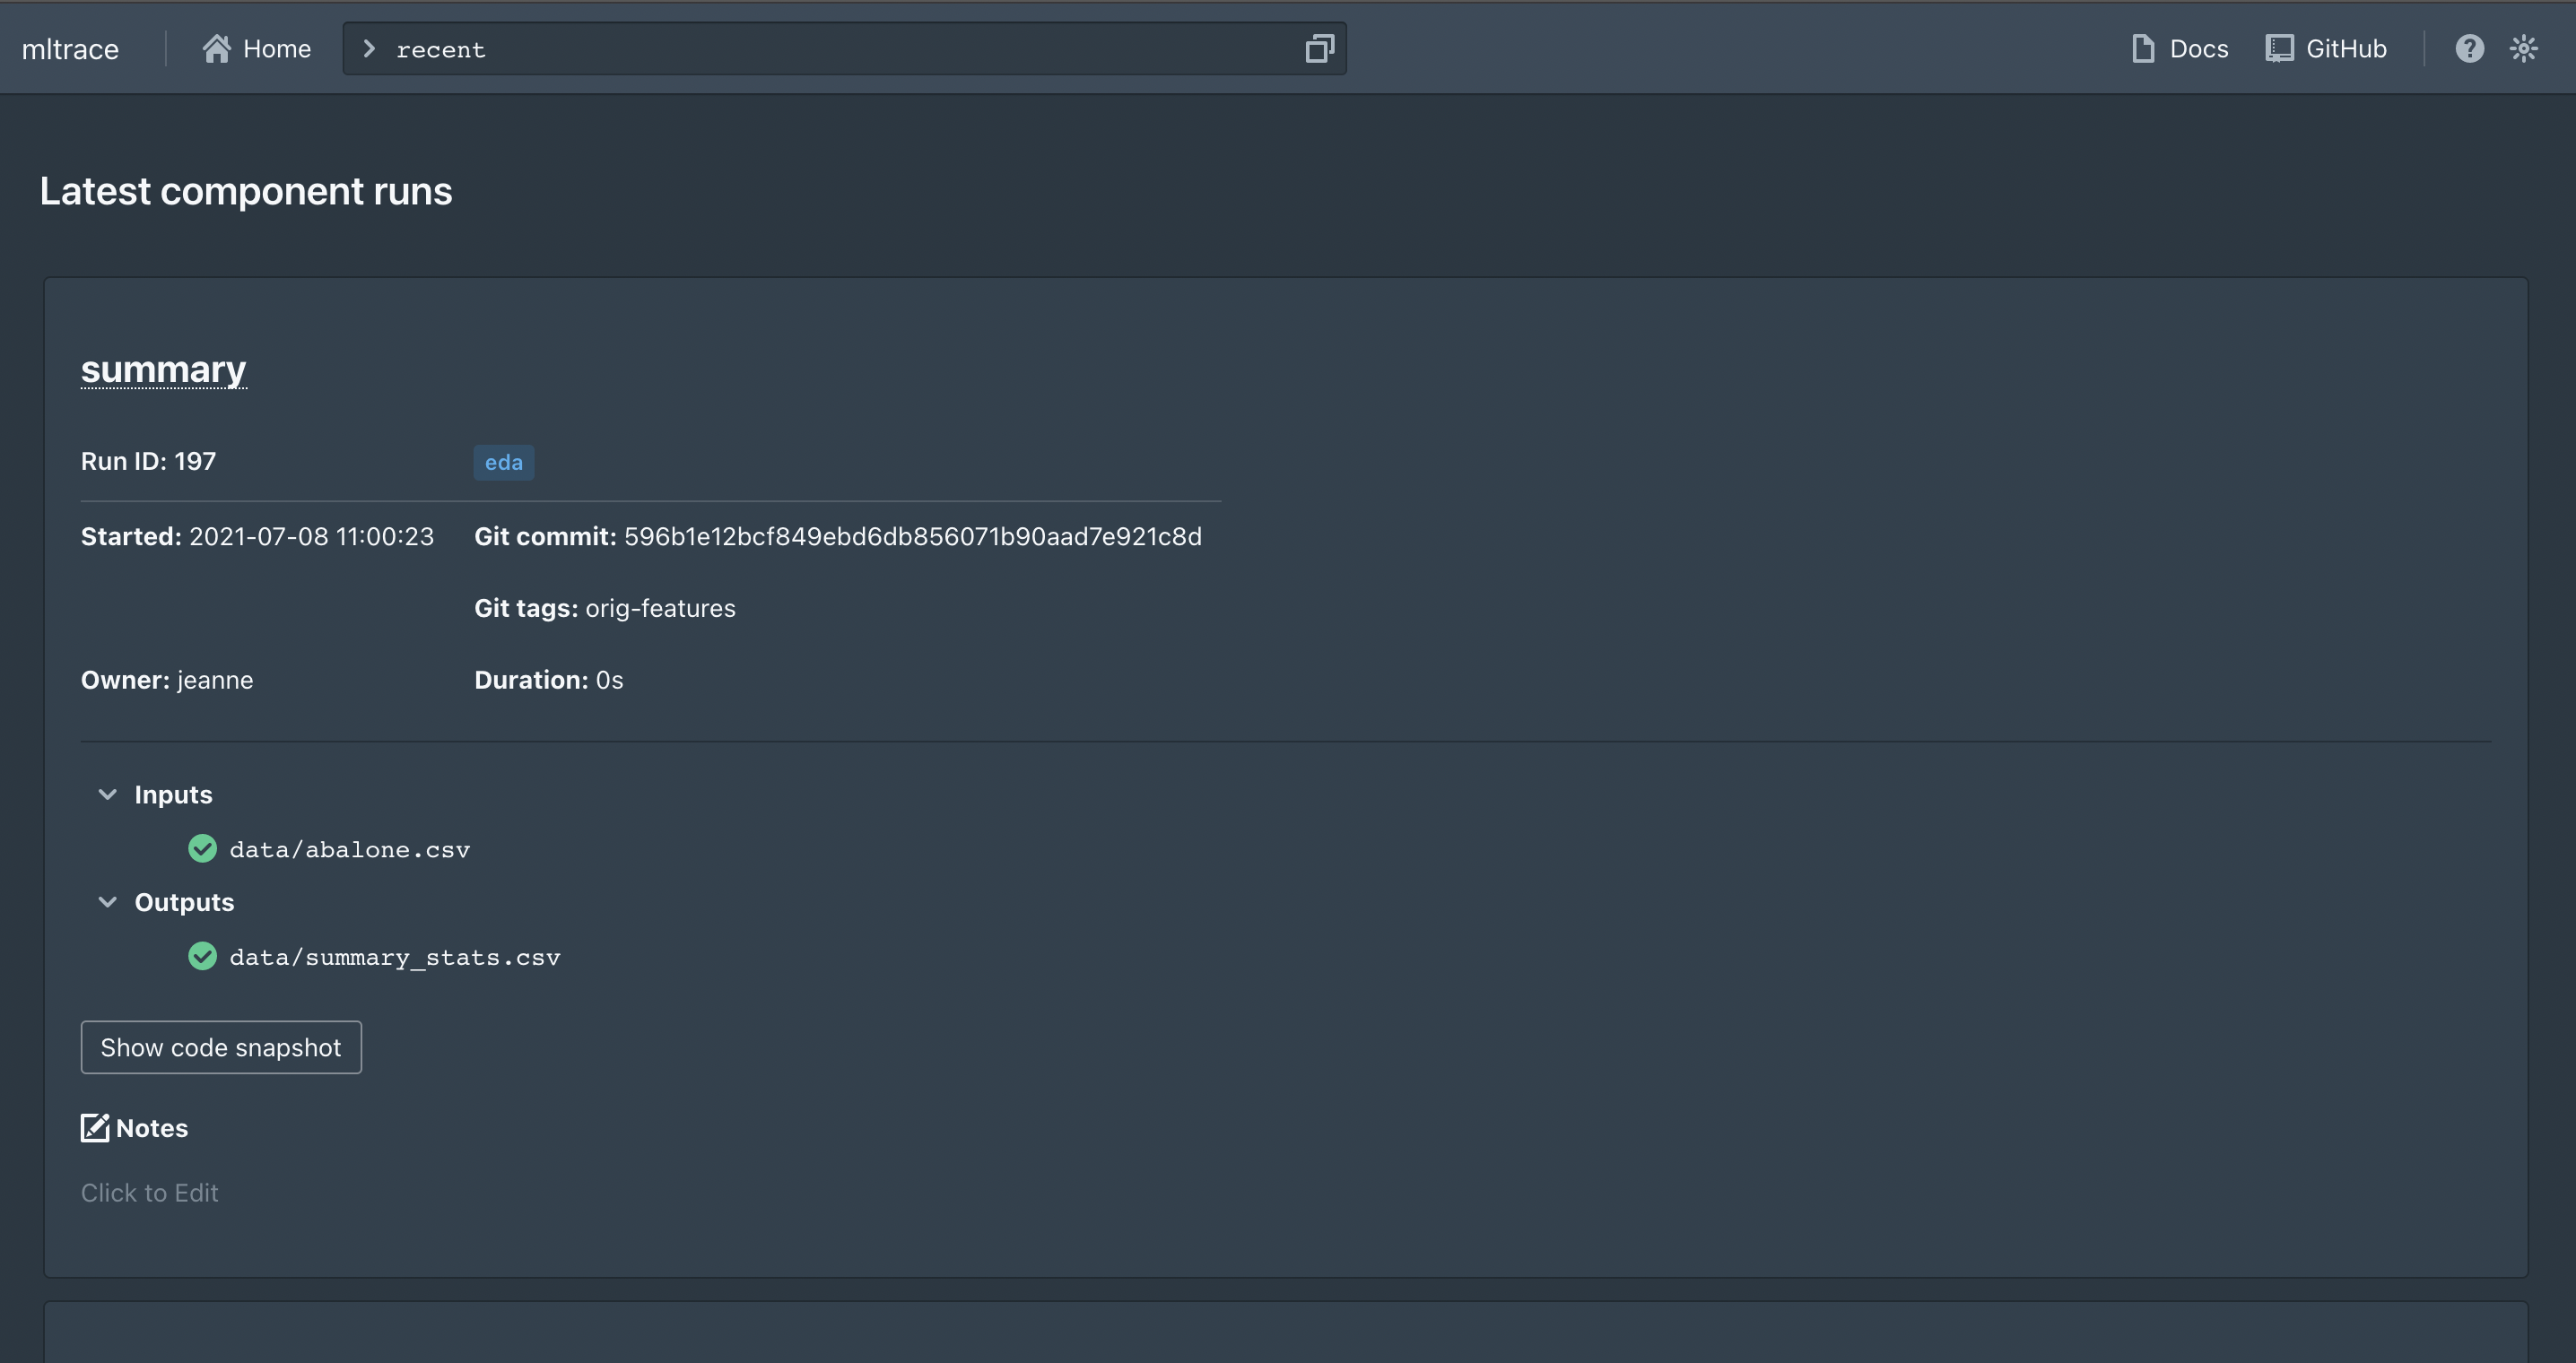 mltrace Home recent Docs GitHub
Latest component runs
summary
Run ID: 197 eda
Started: 2021-07-08 11:00:23 Git commit: 596b1e12bcf849ebd6db856071b90aad7e921c8d
Git tags: orig-features
Owner: jeanne Duration: 0s
Inputs
data/abalone.csv
Outputs
data/summary_stats.csv
Show code snapshot
Notes
Click to Edit